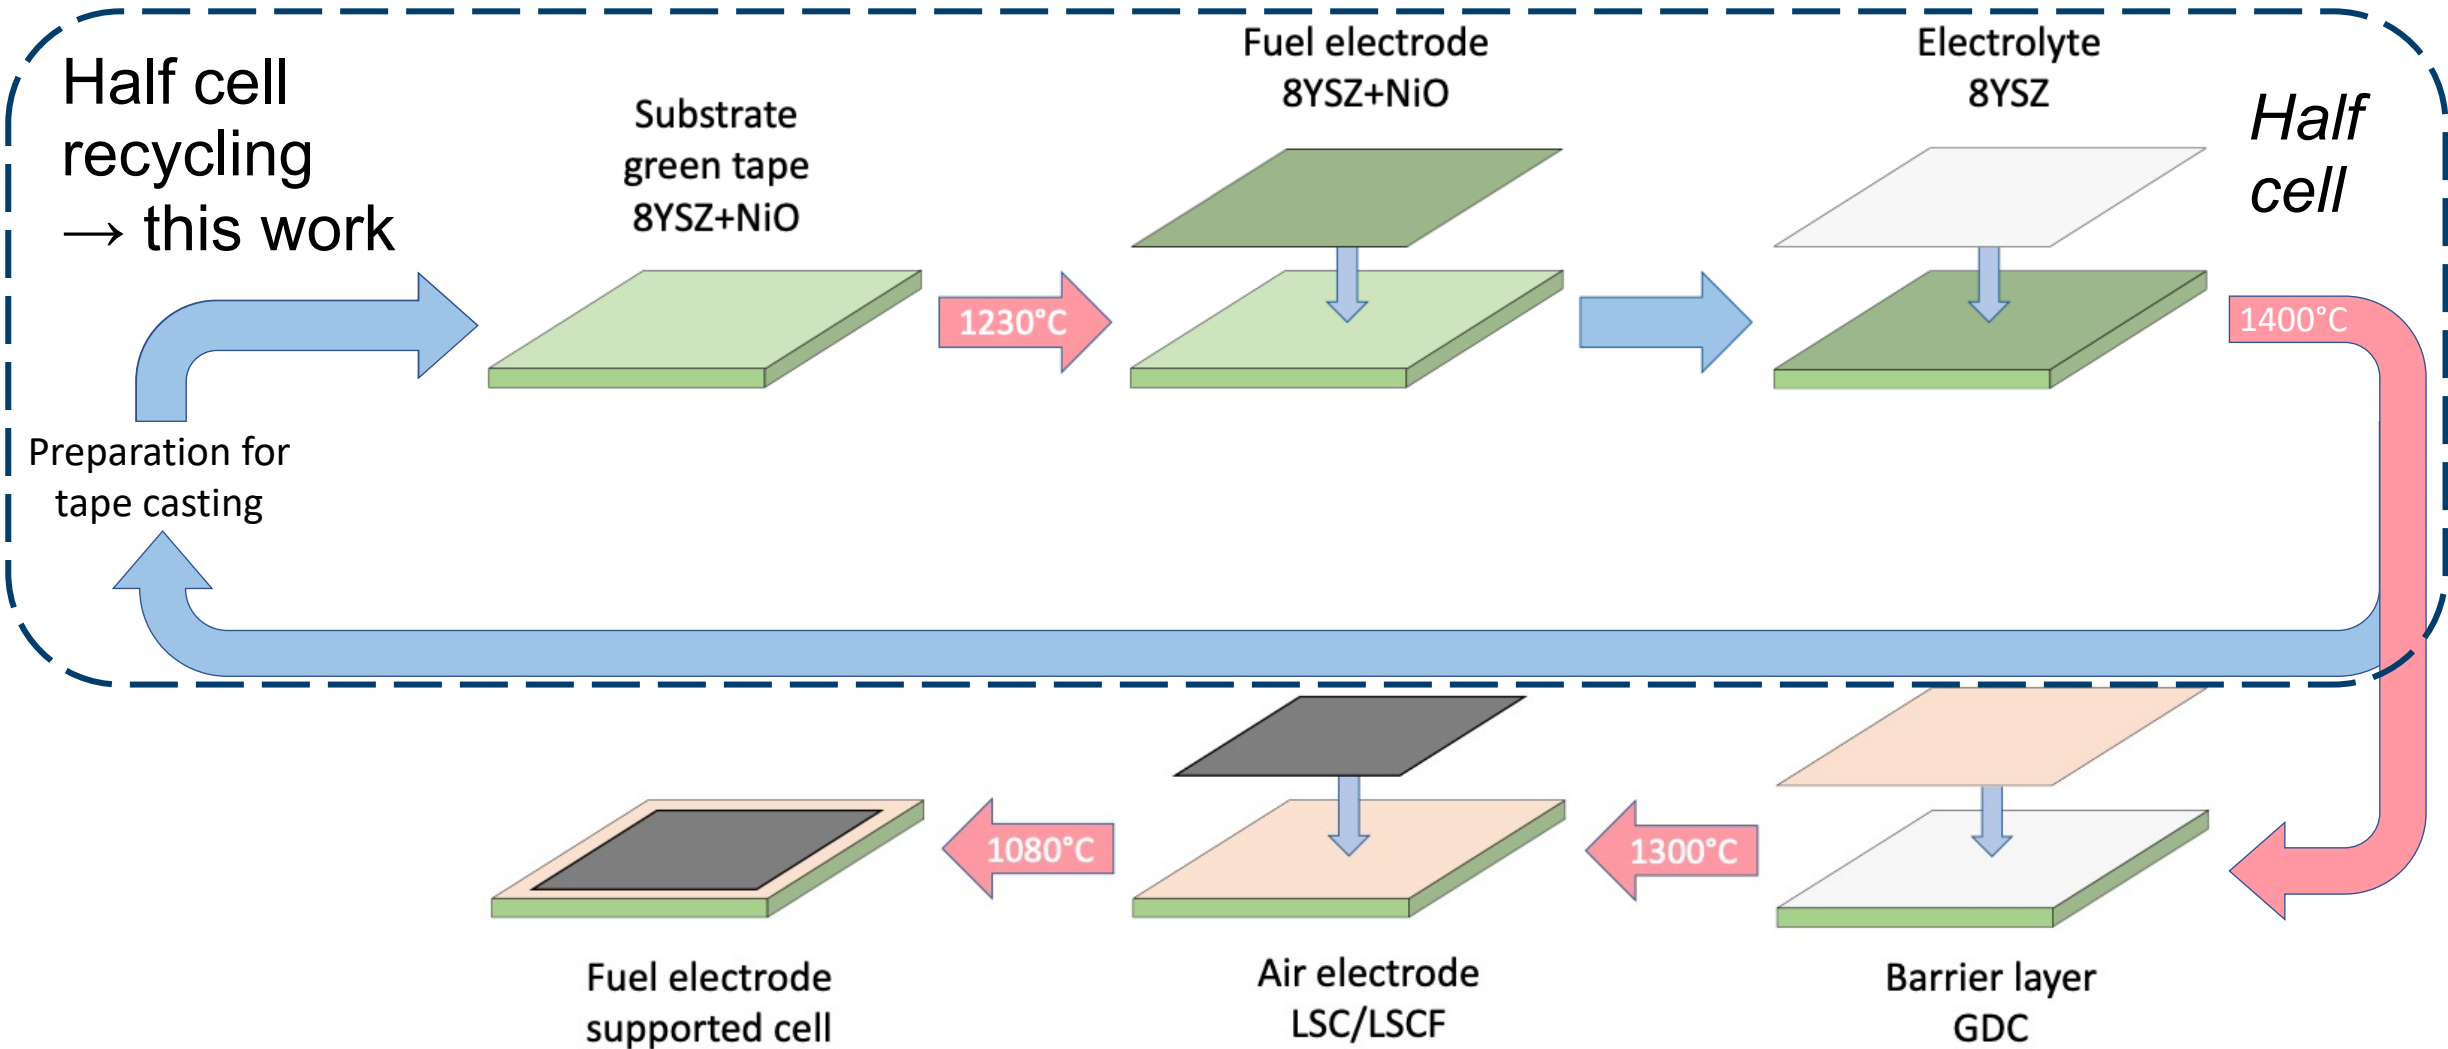 Half cell
recycling
→ this work
Substrate
green tape
8YSZ+NiO
Fuel electrode
8YSZ+NiO
Electrolyte
8YSZ
Half
cell
1230°C
1400°C
Preparation for
tape casting
1080°C
1300°C
Fuel electrode
supported cell
Air electrode
LSC/LSCF
Barrier layer
GDC